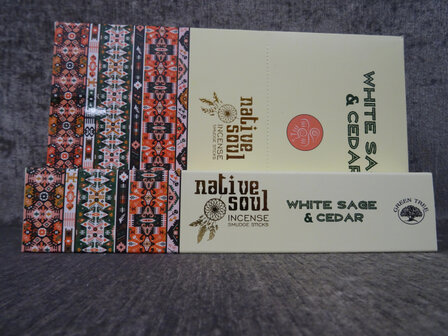 native
soul
INCENSE
SMUDGE STICKS
WHITE SA
& CEDAR
native
soul
INCENSE
SMUDGE STICKS
WHITE SAGE
& CEDAR
GREEN TREE